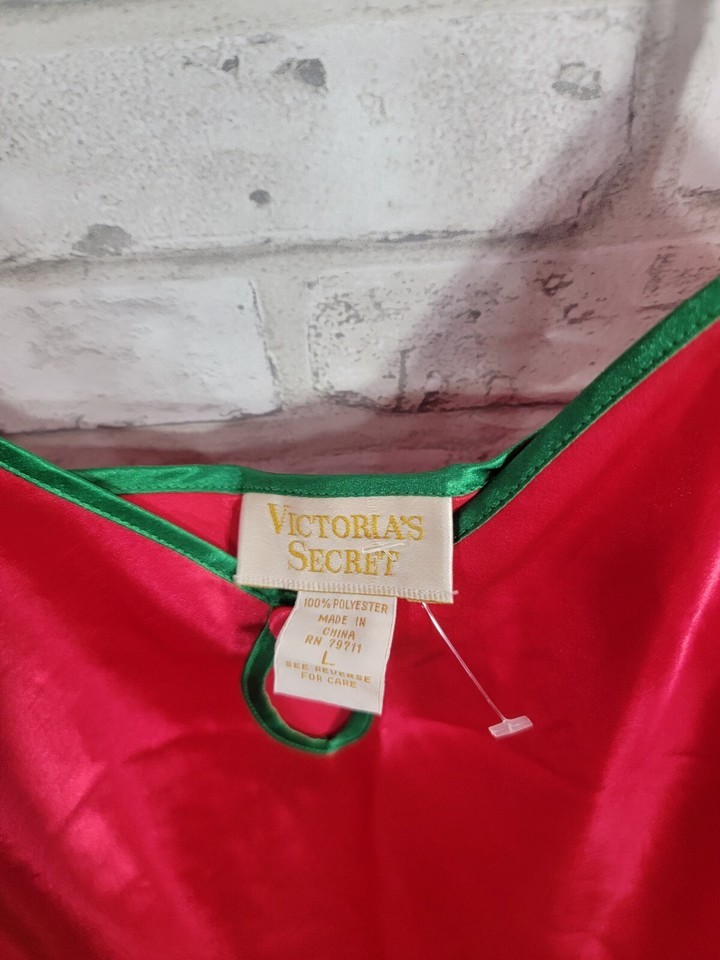 VICTORIA'S
SECRET
100% POLYESTER
MADE IN
CHINA
RN 79711
L
SEE REVERSE
FOR CARE